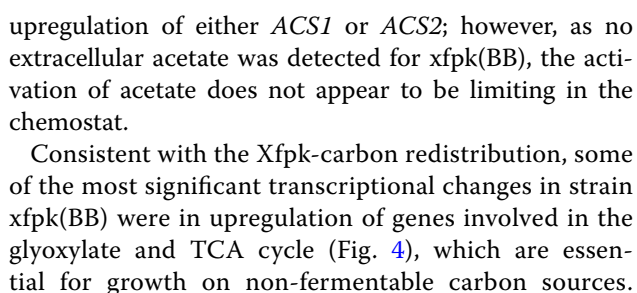 upregulation of either ACS1 or ACS2; however, as no
extracellular acetate was detected for xfpk(BB), the acti-
vation of acetate does not appear to be limiting in the
chemostat.
Consistent with the Xfpk-carbon redistribution, some
of the most significant transcriptional changes in strain
xfpk(BB) were in upregulation of genes involved in the
glyoxylate and TCA cycle (Fig. 4), which are essen-
tial for growth on non-fermentable carbon sources.